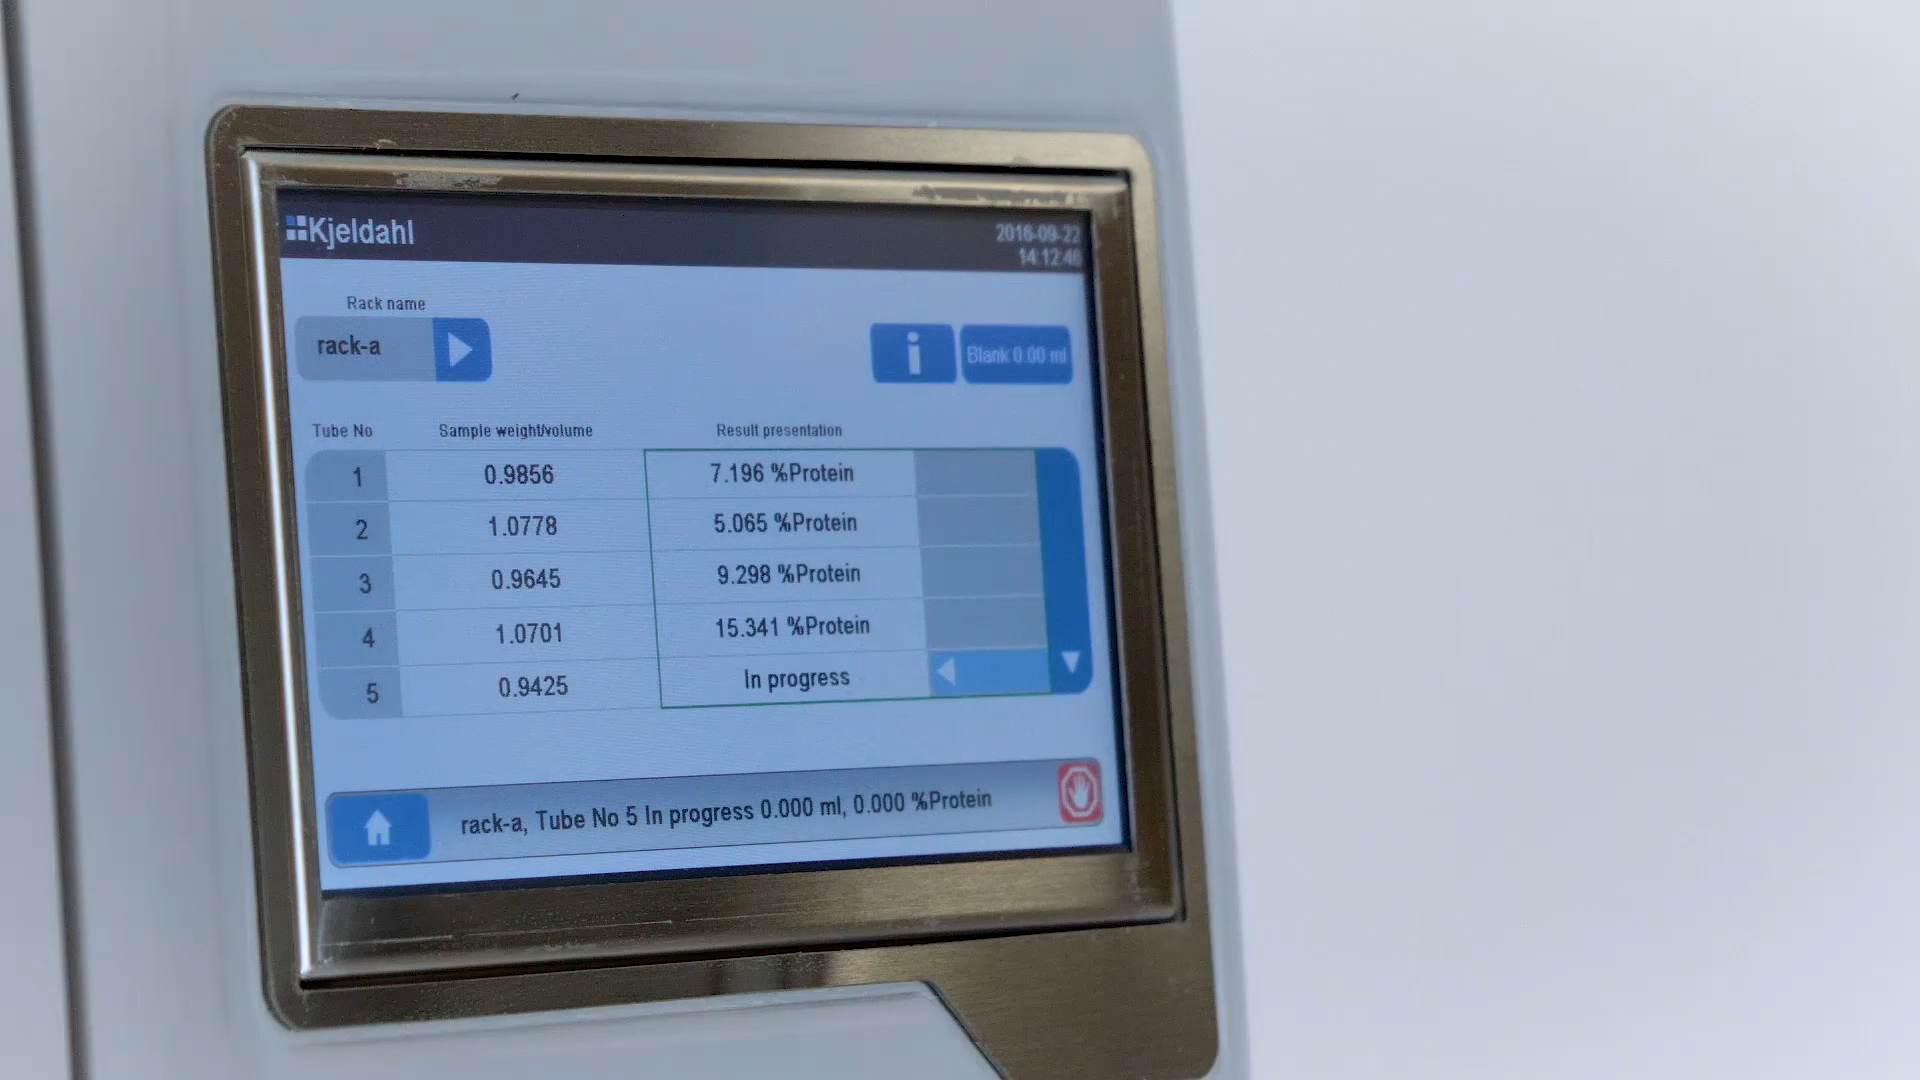 Kjeldahl
2016-09-22
14:12:46
Rack name
rack-a
Blank 0.00 ml
Tube No Sample weight/volume Result presentation
1 0.9856 7.196 %Protein
2 1.0778 5.065 %Protein
3 0.9645 9.298 %Protein
4 1.0701 15.341 %Protein
5 0.9425 In progress
rack-a, Tube No 5 In progress 0.000 ml, 0.000 %Protein